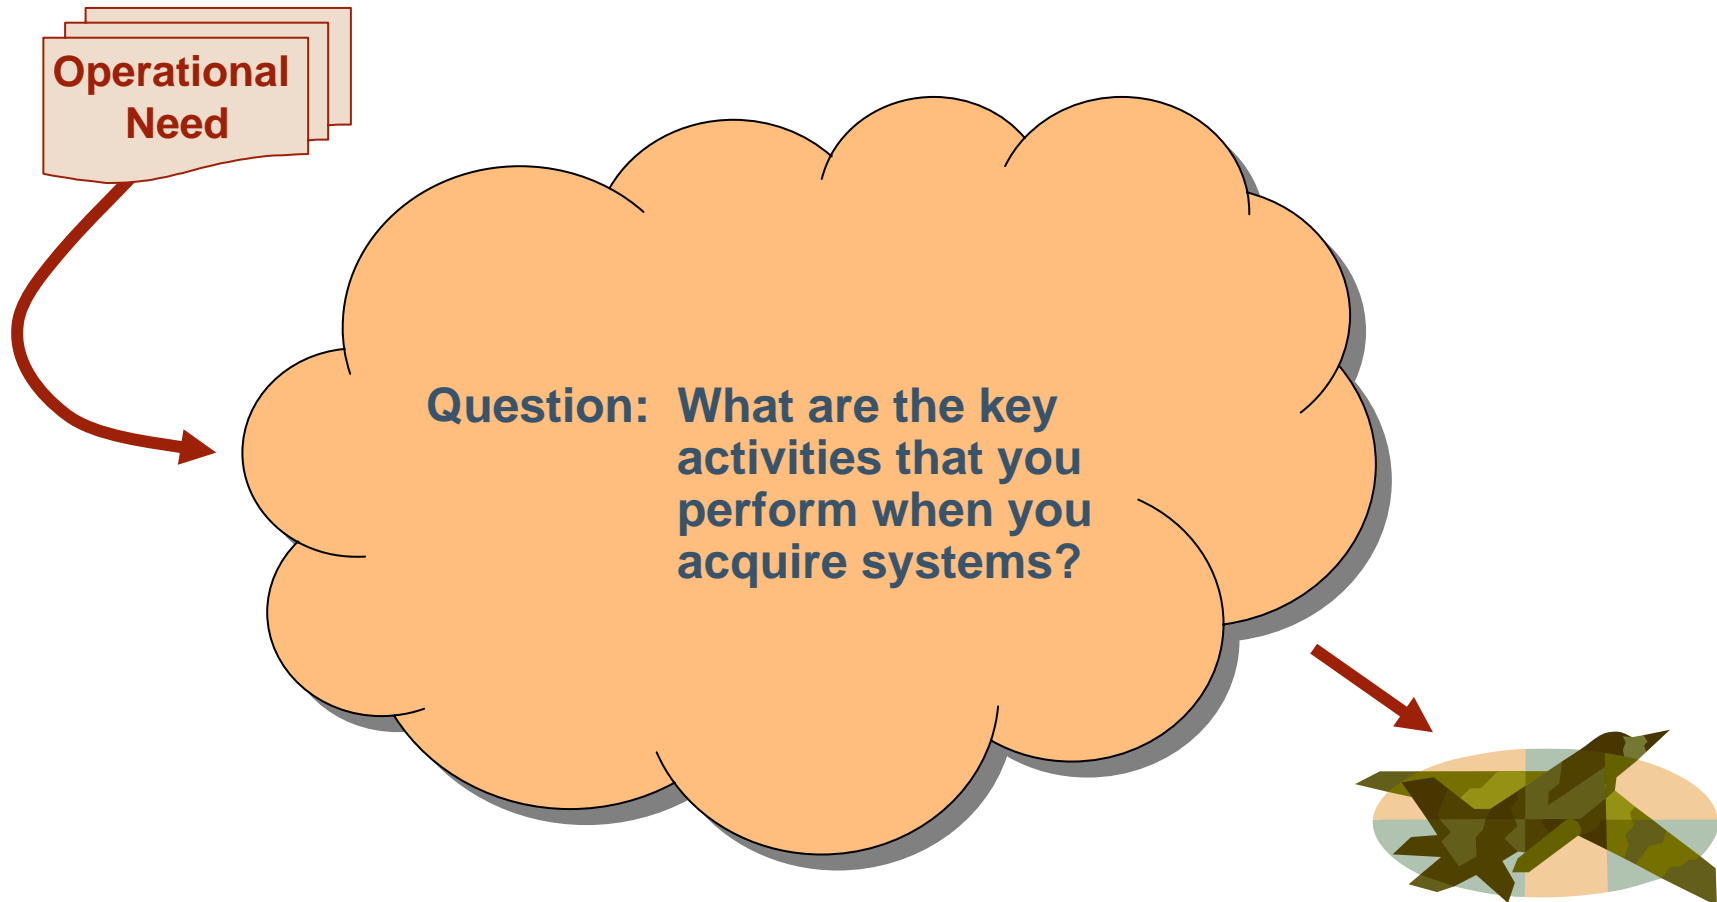 Operational
Need
Question: What are the key
activities that you
perform when you
acquire systems?